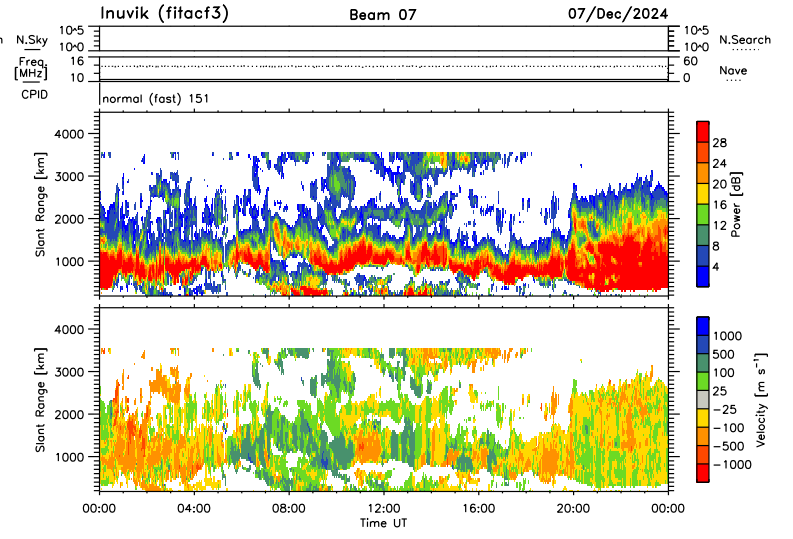 Inuvik (fitacf3) Beam 07 07/Dec/2024
10^5 10^5
n N.Sky N.Search
10^0 10^0
16 60
Freq.
[MHz] Nave
10 0
CPID
normal (fast) 151
4000
3000
2000
1000
Slant Range [km]
28
24
20
16
12
8
4
Power [dB]
4000
3000
2000
1000
Slant Range [km]
1000
500
100
25
-25
-100
-500
-1000
Velocity [m s⁻¹]
00:00 04:00 08:00 12:00 16:00 20:00 00:00
Time UT